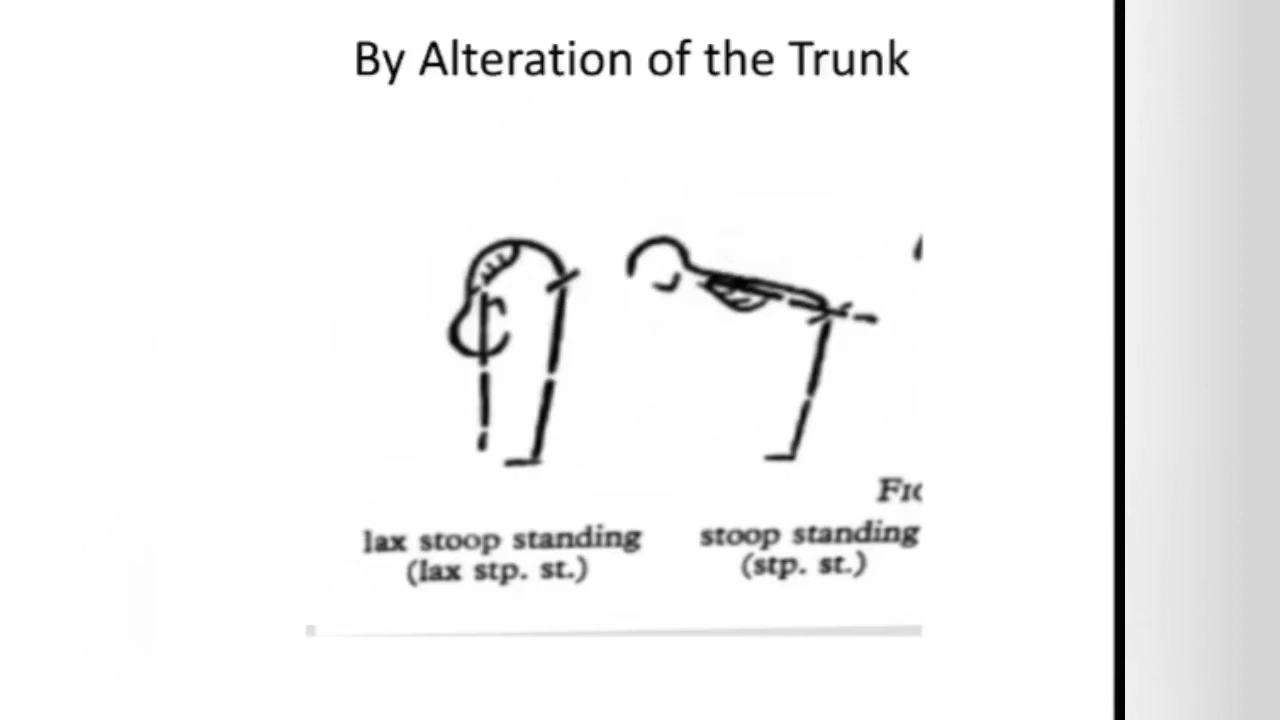 By Alteration of the Trunk
lax stoop standing
(lax stp. st.)
stoop standing
(stp. st.)